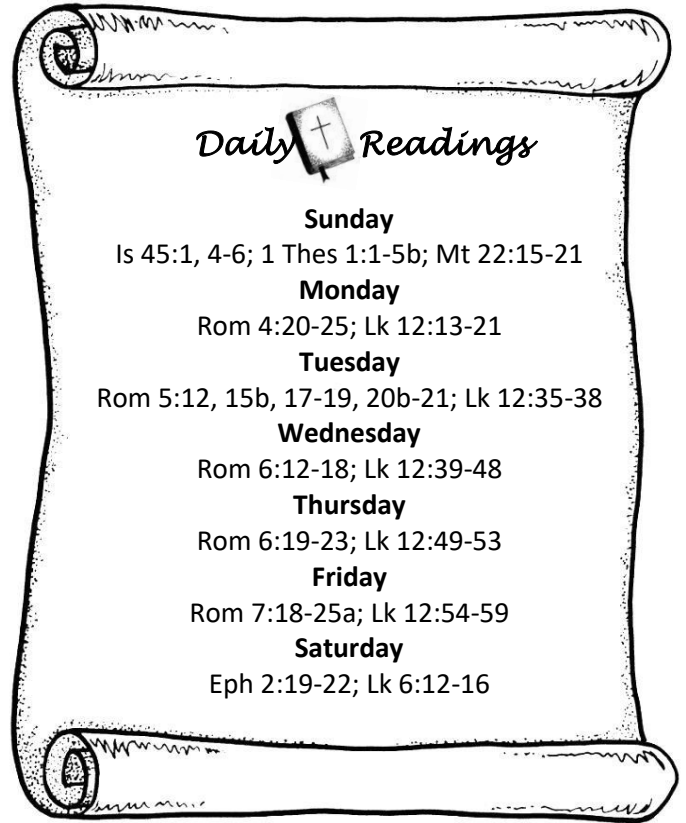 Daily Readings
Sunday
Is 45:1, 4-6; 1 Thes 1:1-5b; Mt 22:15-21
Monday
Rom 4:20-25; Lk 12:13-21
Tuesday
Rom 5:12, 15b, 17-19, 20b-21; Lk 12:35-38
Wednesday
Rom 6:12-18; Lk 12:39-48
Thursday
Rom 6:19-23; Lk 12:49-53
Friday
Rom 7:18-25a; Lk 12:54-59
Saturday
Eph 2:19-22; Lk 6:12-16